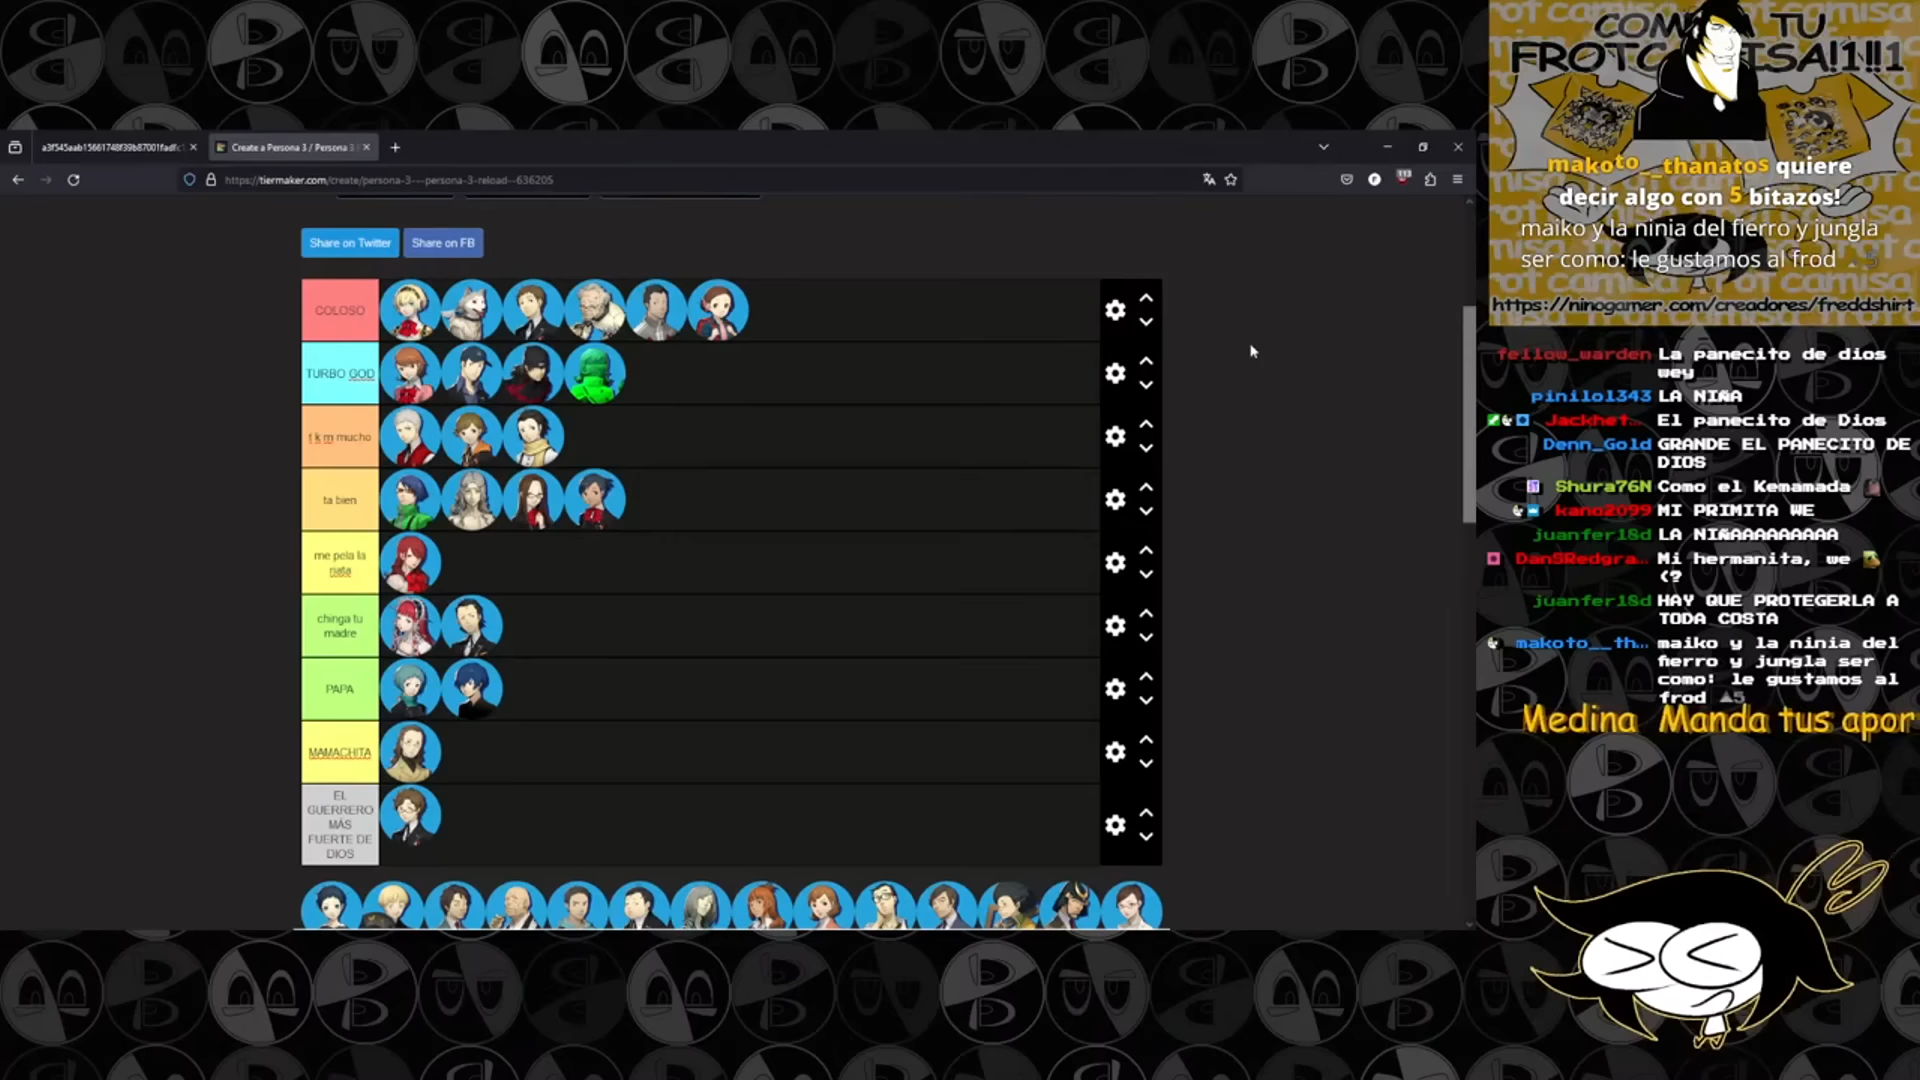 a3f545aab15661748f39b87001fadfc
Create a Persona 3 / Persona 3
https://tiermaker.com/create/persona-3---persona-3-reload--636205
Share on Twitter
Share on FB
COLOSO
TURBO GOD
t k m mucho
ta bien
me pela la
riata
chinga tu
madre
PAPA
MAMACHITA
EL
GUERRERO
MÁS
FUERTE DE
DIOS
TU
ISA!1!!1
makoto__thanatos quiere
decir algo con 5 bitazos!
maiko y la ninia del fierro y jungla
ser como: le gustamos al frod
https://ninogamer.com/creadores/freddshirt
fellow_warden La panecito de dios
wey
pinilol343 LA NIÑA
Jackhet... El panecito de Dios
Denn_Gold GRANDE EL PANECITO DE
DIOS
Shura76N Como el Kemamada
kano2099 MI PRIMITA WE
juanfer18d LA NIÑAAAAAAAAAA
DanSRedgra... Mi hermanita, we
(?
juanfer18d HAY QUE PROTEGERLA A
TODA COSTA
makoto__th... maiko y la ninia del
fierro y jungla ser
como: le gustamos al
frod 5
Medina Manda tus apor